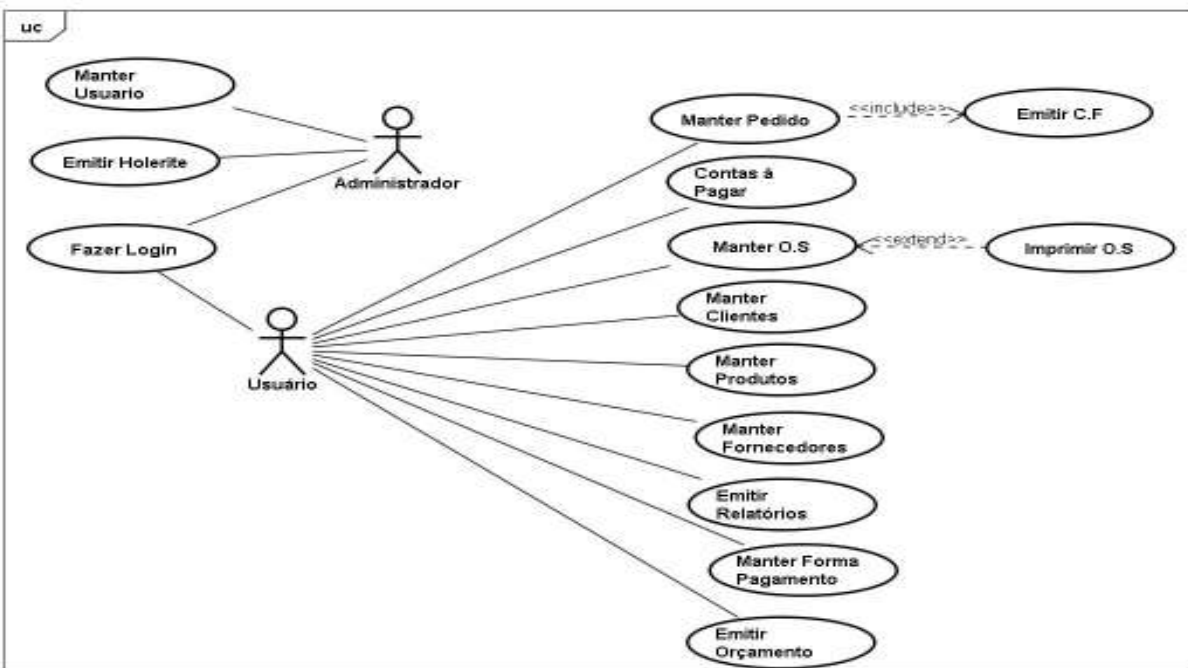 uc
Manter
Usuario
Emitir Holerite
Fazer Login
Administrador
Usuário
Manter Pedido
<<include>>
Emitir C.F
Contas à
Pagar
Manter O.S
<<extend>>
Imprimir O.S
Manter
Clientes
Manter
Produtos
Manter
Fornecedores
Emitir
Relatórios
Manter Forma
Pagamento
Emitir
Orçamento